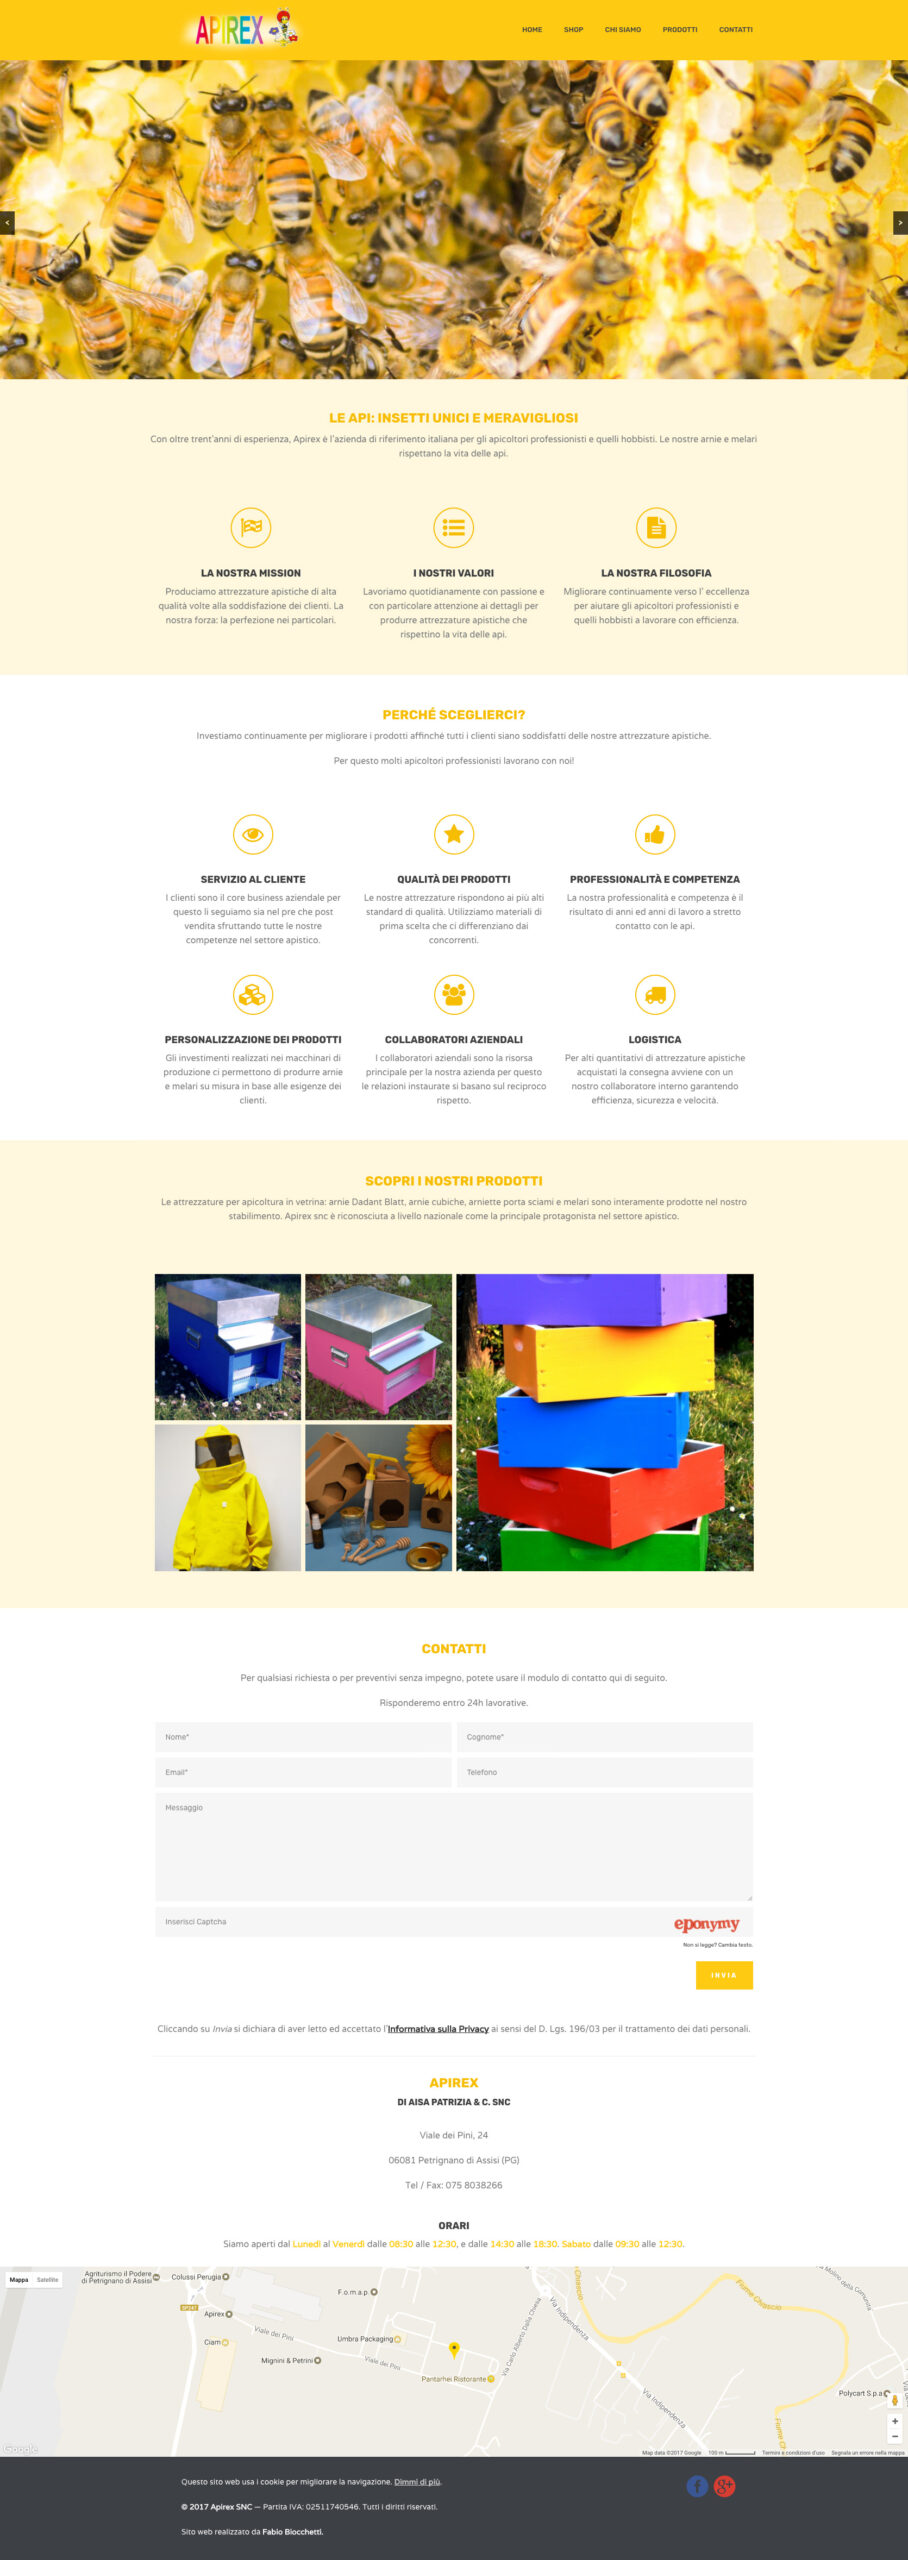 APIREX
HOME SHOP CHI SIAMO PRODOTTI CONTATTI
<
>
LE API: INSETTI UNICI E MERAVIGLIOSI
Con oltre trent'anni di esperienza, Apirex è l'azienda di riferimento italiana per gli apicoltori professionisti e quelli hobbisti. Le nostre arnie e melari
rispettano la vita delle api.
LA NOSTRA MISSION
Produciamo attrezzature apistiche di alta
qualità volte alla soddisfazione dei clienti. La
nostra forza: la perfezione nei particolari.
I NOSTRI VALORI
Lavoriamo quotidianamente con passione e
con particolare attenzione ai dettagli per
produrre attrezzature apistiche che
rispettino la vita delle api.
LA NOSTRA FILOSOFIA
Migliorare continuamente verso l' eccellenza
per aiutare gli apicoltori professionisti e
quelli hobbisti a lavorare con efficienza.
PERCHÉ SCEGLIERCI?
Investiamo continuamente per migliorare i prodotti affinché tutti i clienti siano soddisfatti delle nostre attrezzature apistiche.
Per questo molti apicoltori professionisti lavorano con noi!
SERVIZIO AL CLIENTE
I clienti sono il core business aziendale per
questo li seguiamo sia nel pre che post
vendita sfruttando tutte le nostre
competenze nel settore apistico.
QUALITÀ DEI PRODOTTI
Le nostre attrezzature rispondono ai più alti
standard di qualità. Utilizziamo materiali di
prima scelta che ci differenziano dai
concorrenti.
PROFESSIONALITÀ E COMPETENZA
La nostra professionalità e competenza è il
risultato di anni ed anni di lavoro a stretto
contatto con le api.
PERSONALIZZAZIONE DEI PRODOTTI
Gli investimenti realizzati nei macchinari di
produzione ci permettono di produrre arnie
e melari su misura in base alle esigenze dei
clienti.
COLLABORATORI AZIENDALI
I collaboratori aziendali sono la risorsa
principale per la nostra azienda per questo
le relazioni instaurate si basano sul reciproco
rispetto.
LOGISTICA
Per alti quantitativi di attrezzature apistiche
acquistati la consegna avviene con un
nostro collaboratore interno garantendo
efficienza, sicurezza e velocità.
SCOPRI I NOSTRI PRODOTTI
Le attrezzature per apicoltura in vetrina: arnie Dadant Blatt, arnie cubiche, arniette porta sciami e melari sono interamente prodotte nel nostro
stabilimento. Apirex snc è riconosciuta a livello nazionale come la principale protagonista nel settore apistico.
CONTATTI
Per qualsiasi richiesta o per preventivi senza impegno, potete usare il modulo di contatto qui di seguito.
Risponderemo entro 24h lavorative.
Nome* Cognome*
Email* Telefono
Messaggio
Inserisci Captcha eponymy
Non si legge? Cambia testo.
INVIA
Cliccando su Invia si dichiara di aver letto ed accettato l'Informativa sulla Privacy ai sensi del D. Lgs. 196/03 per il trattamento dei dati personali.
APIREX
DI AISA PATRIZIA & C. SNC
Viale dei Pini, 24
06081 Petrignano di Assisi (PG)
Tel / Fax: 075 8038266
ORARI
Siamo aperti dal Lunedì al Venerdì dalle 08:30 alle 12:30, e dalle 14:30 alle 18:30. Sabato dalle 09:30 alle 12:30.
Mappa Satellite
Agriturismo il Podere
di Petrignano di Assisi
Colussi Perugia
F.o.m.a.p.
Apirex
Ciam
Viale dei Pini
Umbra Packaging
Mignini & Petrini
Viale dei Pini
Pantarhei Ristorante
Via Carlo Alberto Dalla Chiesa
Via Indipendenza
Fiume Chiascio
Via Indipendenza
Polycart S.p.a
Google
Map data ©2017 Google 100 m Termini e condizioni d'uso Segnala un errore nella mappa
Questo sito web usa i cookie per migliorare la navigazione. Dimmi di più.
© 2017 Apirex SNC — Partita IVA: 02511740546. Tutti i diritti riservati.
Sito web realizzato da Fabio Biocchetti.